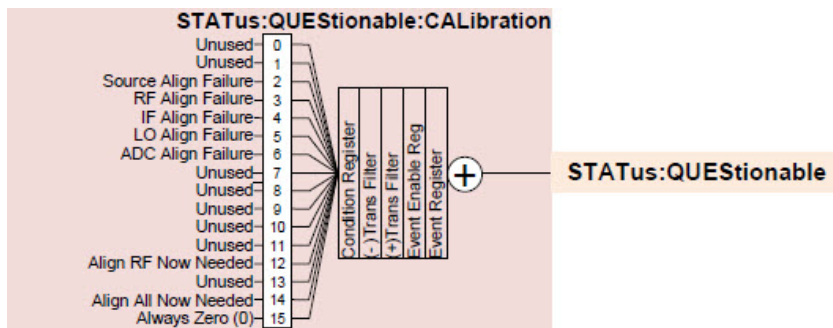 STATus:QUEStionable:CALibration
Unused 0
Unused 1
Source Align Failure 2
RF Align Failure 3
IF Align Failure 4
LO Align Failure 5
ADC Align Failure 6
Unused 7
Unused 8
Unused 9
Unused 10
Unused 11
Align RF Now Needed 12
Unused 13
Align All Now Needed 14
Always Zero (0) 15
Condition Register
(-)Trans Filter
(+)Trans Filter
Event Enable Reg
Event Register
+
STATus:QUEStionable